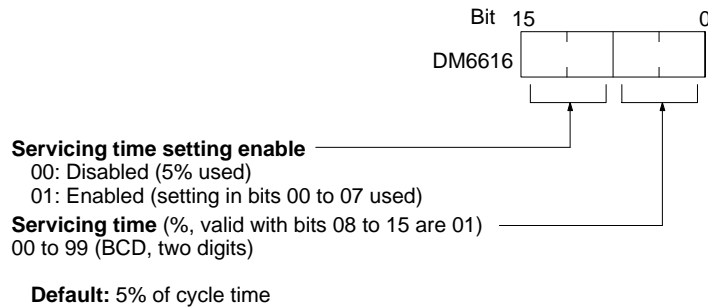 Bit 15 0
DM6616
Servicing time setting enable
00: Disabled (5% used)
01: Enabled (setting in bits 00 to 07 used)
Servicing time (%, valid with bits 08 to 15 are 01)
00 to 99 (BCD, two digits)
Default: 5% of cycle time